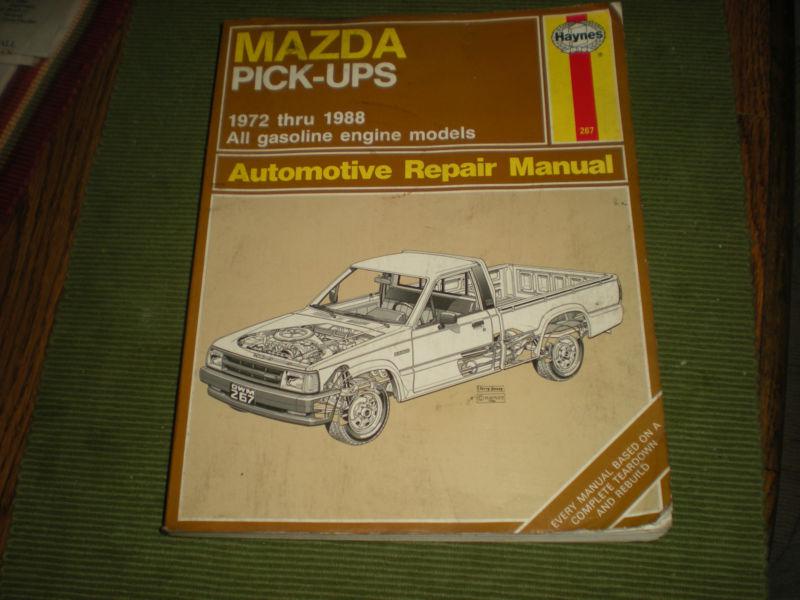 MAZDA
PICK-UPS
1972 thru 1988
All gasoline engine models
Haynes
®
267
Automotive Repair Manual
OWM
267
EVERY MANUAL BASED ON A
COMPLETE TEARDOWN
AND REBUILD